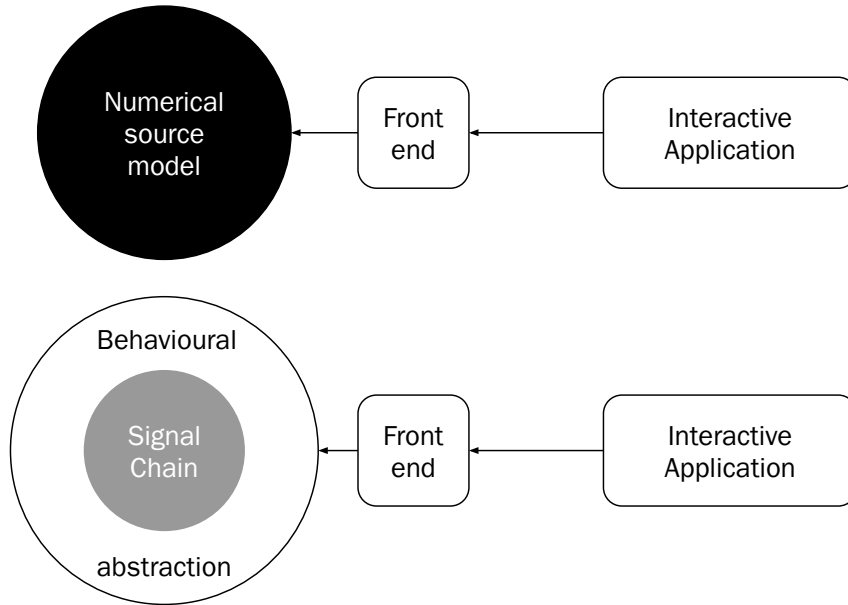 Numerical
source
model
Front
end
Interactive
Application
Behavioural
Signal
Chain
abstraction
Front
end
Interactive
Application